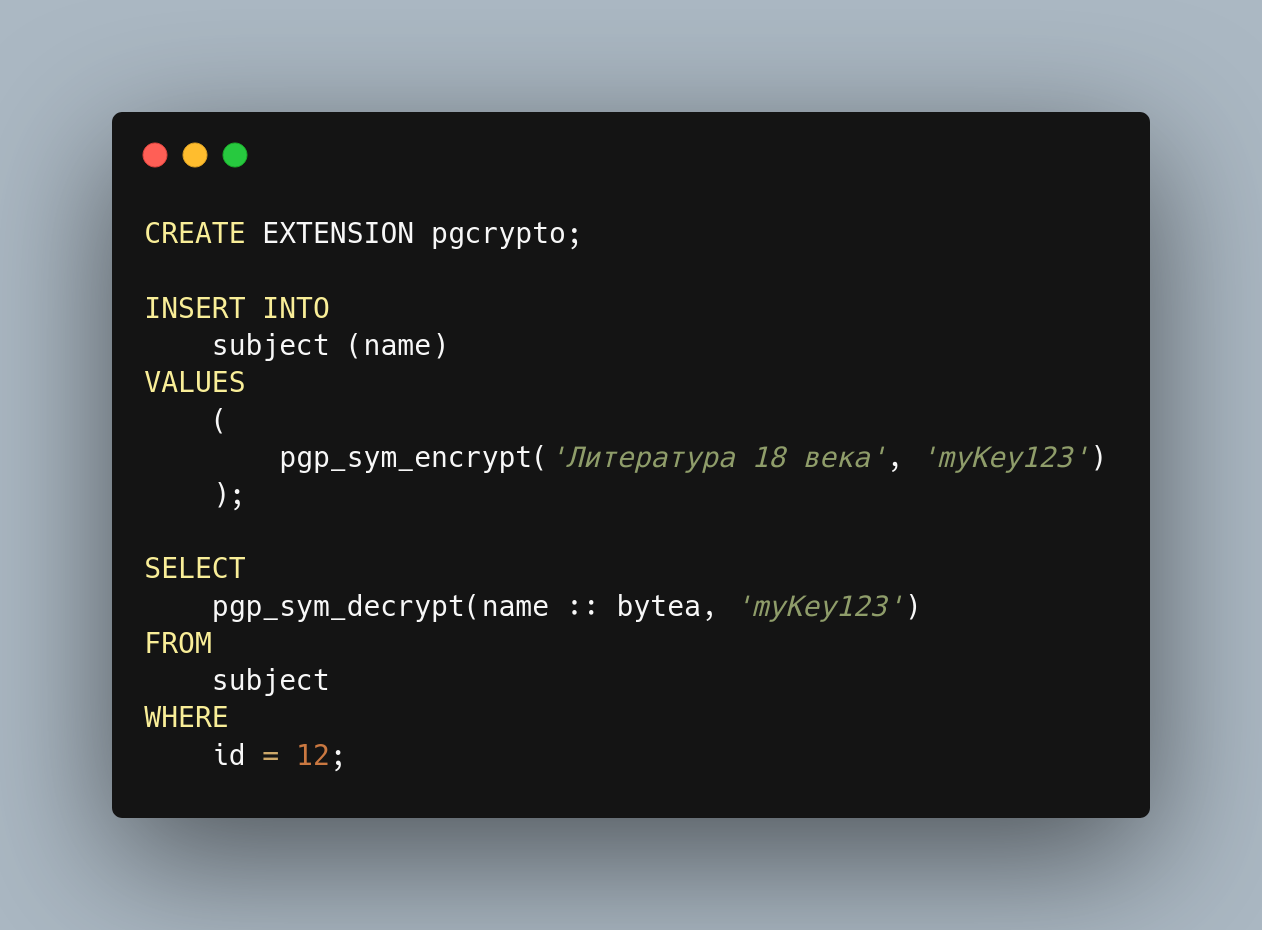 CREATE EXTENSION pgcrypto;
INSERT INTO
    subject (name)
VALUES
    (
        pgp_sym_encrypt('Литература 18 века', 'myKey123')
    );
SELECT
    pgp_sym_decrypt(name :: bytea, 'myKey123')
FROM
    subject
WHERE
    id = 12;